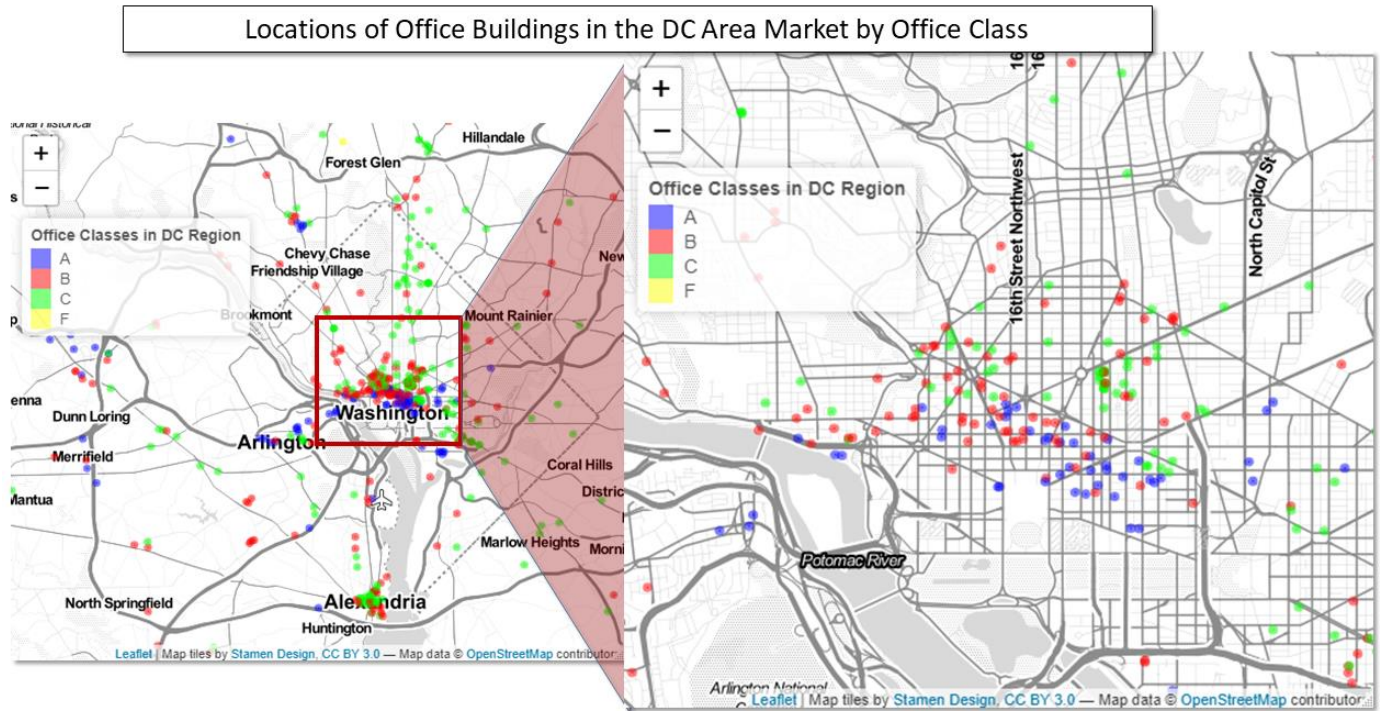 Locations of Office Buildings in the DC Area Market by Office Class
+
−
Office Classes in DC Region
A
B
C
F
Hillandale
Forest Glen
Chevy Chase
Friendship Village
Brookmont
Mount Rainier
Washington
Arlington
Dunn Loring
Merrifield
Mantua
Coral Hills
Marlow Heights
North Springfield
Alexandria
Huntington
Leaflet | Map tiles by Stamen Design, CC BY 3.0 — Map data © OpenStreetMap contributor
+
−
Office Classes in DC Region
A
B
C
F
16
16
16th Street Northwest
North Capitol St
Potomac River
Arlington National
Leaflet | Map tiles by Stamen Design, CC BY 3.0 — Map data © OpenStreetMap contributor